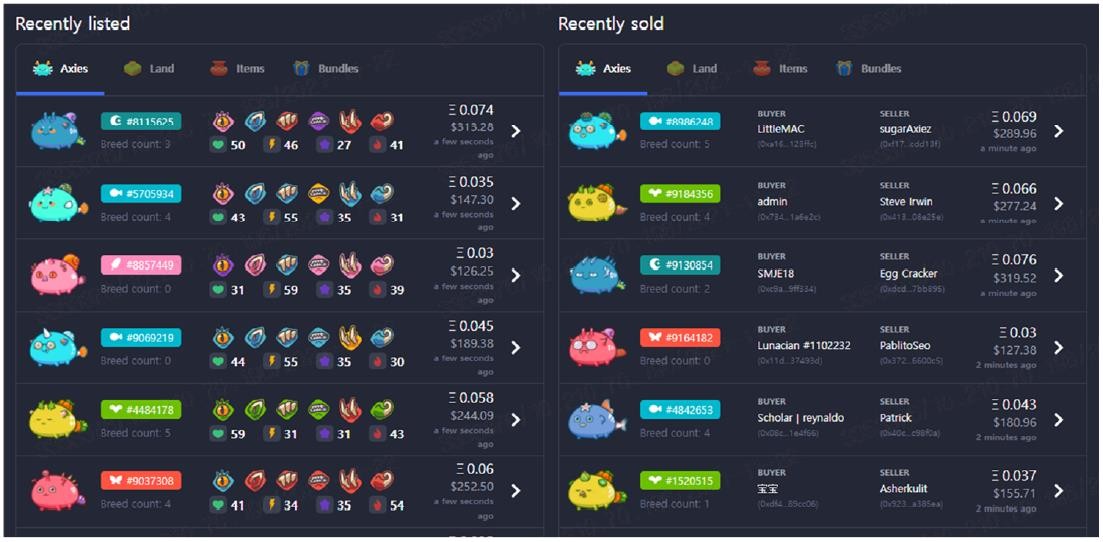 Recently listed
Axies Land Items Bundles
#8115625
Breed count: 3
50 46 27 41
Ξ 0.074
$313.28
a few seconds
ago
#5705934
Breed count: 4
43 55 35 31
Ξ 0.035
$147.30
a few seconds
ago
#8857449
Breed count: 0
31 59 35 39
Ξ 0.03
$126.25
a few seconds
ago
#9069219
Breed count: 0
44 55 35 30
Ξ 0.045
$189.38
a few seconds
ago
#4484178
Breed count: 5
59 31 31 43
Ξ 0.058
$244.09
a few seconds
ago
#9037308
Breed count: 4
41 34 35 54
Ξ 0.06
$252.50
a few seconds
ago
Recently sold
Axies Land Items Bundles
#8986248
Breed count: 5
BUYER
LittleMAC
(0xa16...123ffc)
SELLER
sugarAxiez
(0xf17...cdd13f)
Ξ 0.069
$289.96
a minute ago
#9184356
Breed count: 4
BUYER
admin
(0x734...1a6e2c)
SELLER
Steve Irwin
(0x413...08e25e)
Ξ 0.066
$277.24
a minute ago
#9130854
Breed count: 2
BUYER
SMJE18
(0xc9a...9ff334)
SELLER
Egg Cracker
(0xdcd...7bb895)
Ξ 0.076
$319.52
a minute ago
#9164182
Breed count: 0
BUYER
Lunacian #1102232
(0x11d...37493d)
SELLER
PablitoSeo
(0x372...6600c5)
Ξ 0.03
$127.38
2 minutes ago
#4842653
Breed count: 4
BUYER
Scholar | reynaldo
(0x08c...1e4f66)
SELLER
Patrick
(0x40c...c98f0a)
Ξ 0.043
$180.96
2 minutes ago
#1520515
Breed count: 1
BUYER
宝宝
(0xdf4...89cc06)
SELLER
Asherkulit
(0x923...a385ea)
Ξ 0.037
$155.71
2 minutes ago